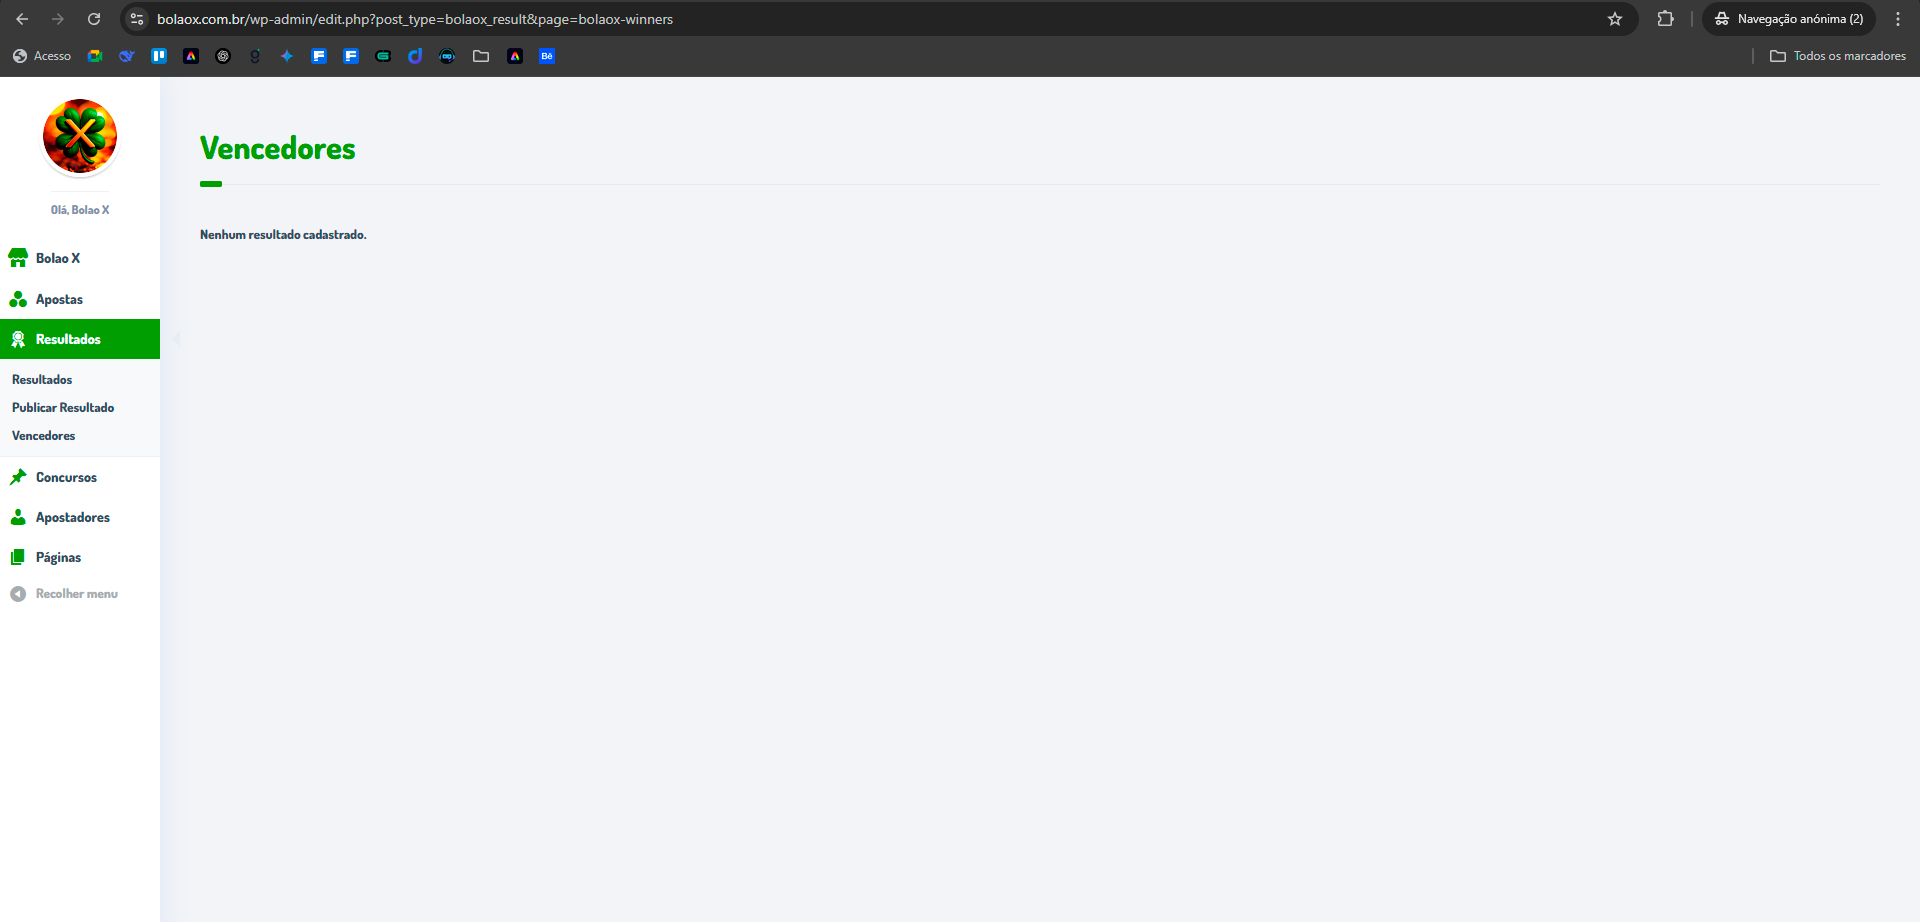 bolaox.com.br/wp-admin/edit.php?post_type=bolaox_result&page=bolaox-winners
Navegação anónima (2)
Acesso
Bē
Todos os marcadores
Vencedores
Olá, Bolao X
Nenhum resultado cadastrado.
Bolao X
Apostas
Resultados
Resultados
Publicar Resultado
Vencedores
Concursos
Apostadores
Páginas
Recolher menu